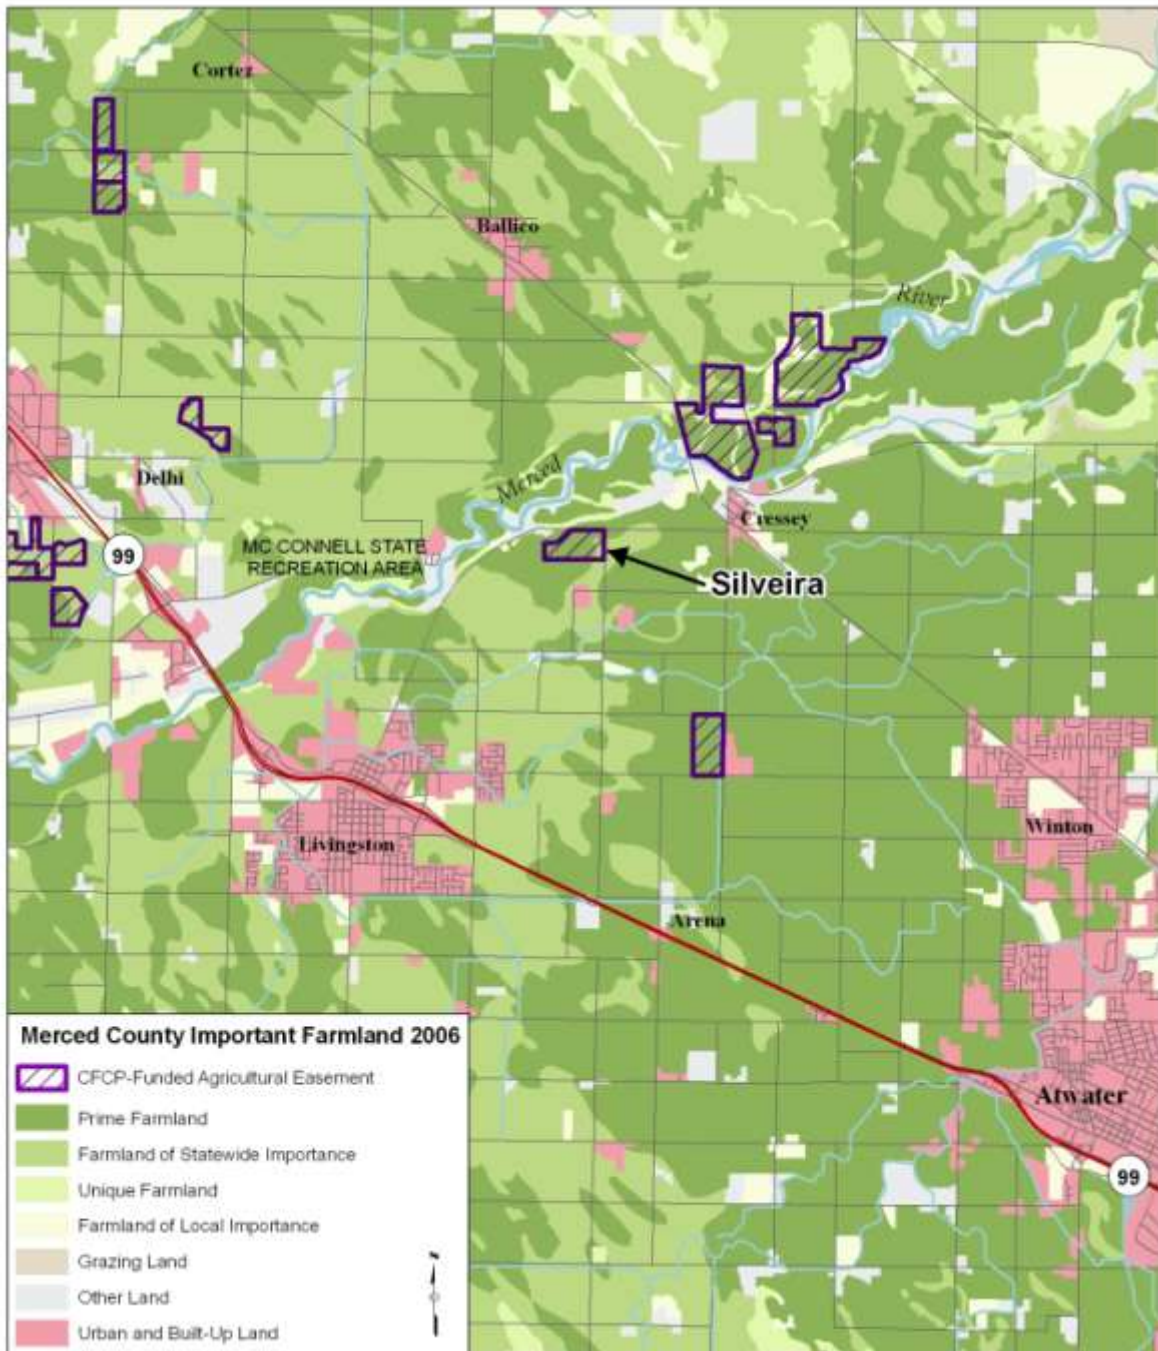 Cortez
Ballico
River
Merced
Delhi
Cressey
99
MC CONNELL STATE
RECREATION AREA
Silveira
Livingston
Winton
Arena
Atwater
99
Merced County Important Farmland 2006
CFCP-Funded Agricultural Easement
Prime Farmland
Farmland of Statewide Importance
Unique Farmland
Farmland of Local Importance
Grazing Land
Other Land
Urban and Built-Up Land